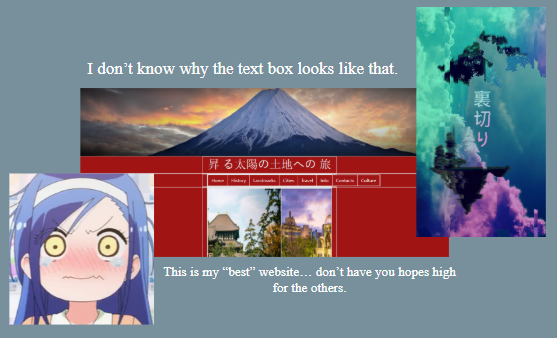 I don’t know why the text box looks like that.
裏切り
昇 る太陽の土地への 旅
Home History Landmarks Cities Travel Info Contacts Culture
This is my “best” website… don’t have you hopes high
for the others.